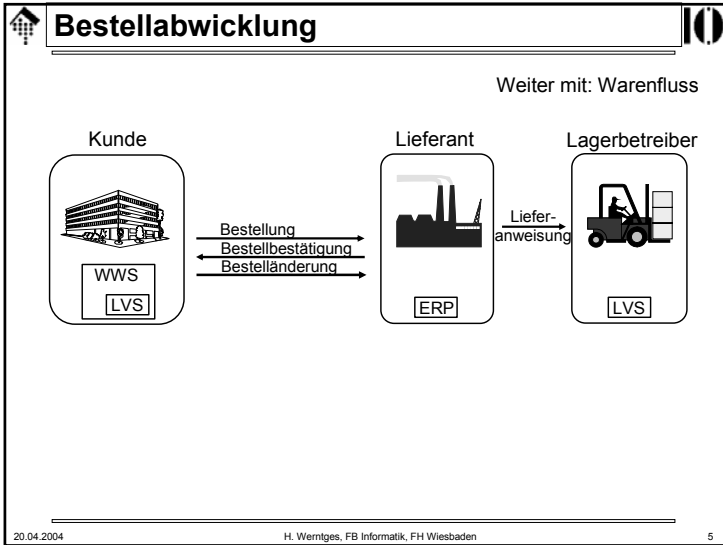 Bestellabwicklung
Weiter mit: Warenfluss
Kunde
Lieferant
Lagerbetreiber
Bestellung
Bestellbestätigung
Bestelländerung
Liefer-
anweisung
WWS
LVS
ERP
LVS
20.04.2004
H. Werntges, FB Informatik, FH Wiesbaden
5